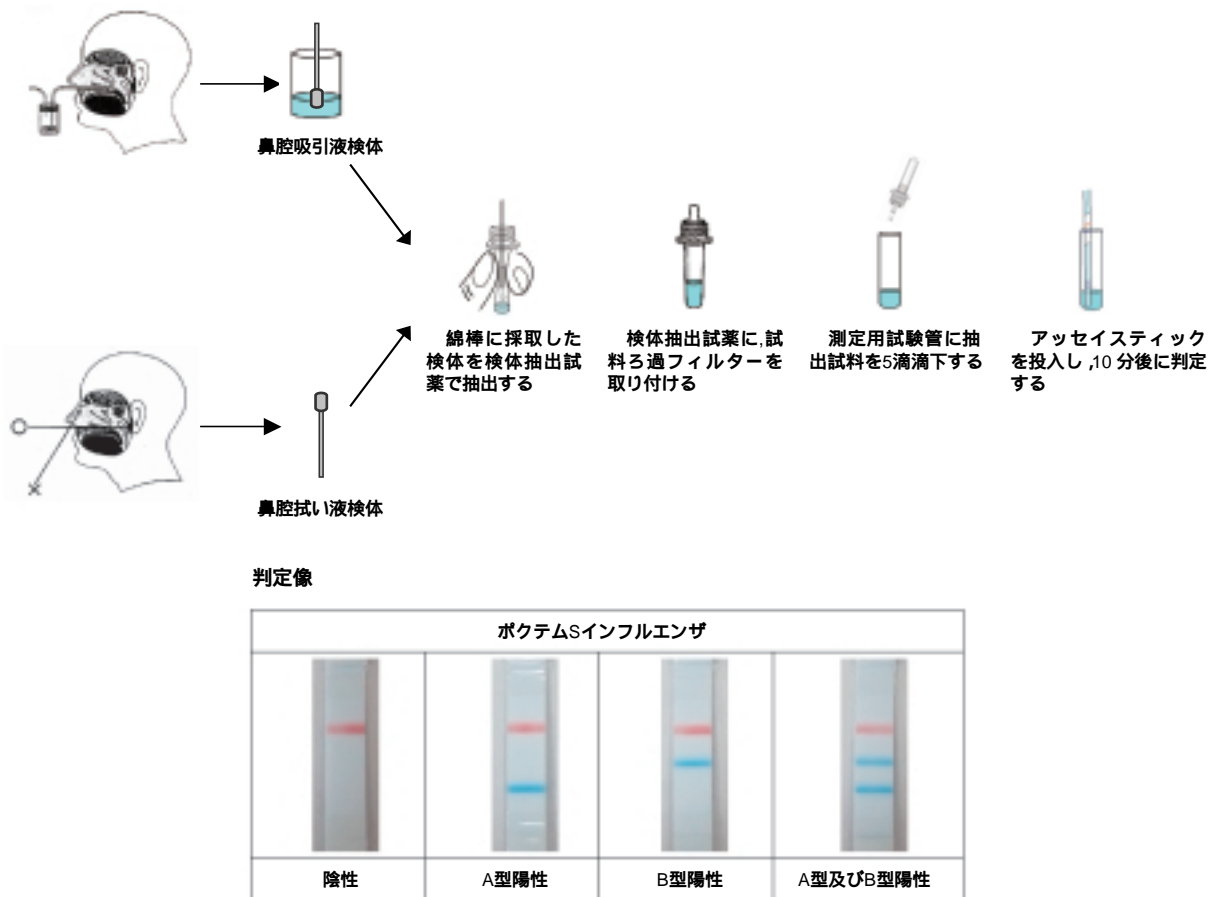 鼻腔吸引液検体
綿棒に採取した
検体を検体抽出試
薬で抽出する
検体抽出試薬に,試
料ろ過フィルターを
取り付ける
測定用試験管に抽
出試料を5滴滴下する
アッセイスティック
を投入し,10分後に判定
する
鼻腔拭い液検体
判定像
ポクテムSインフルエンザ
陰性
A型陽性
B型陽性
A型及びB型陽性